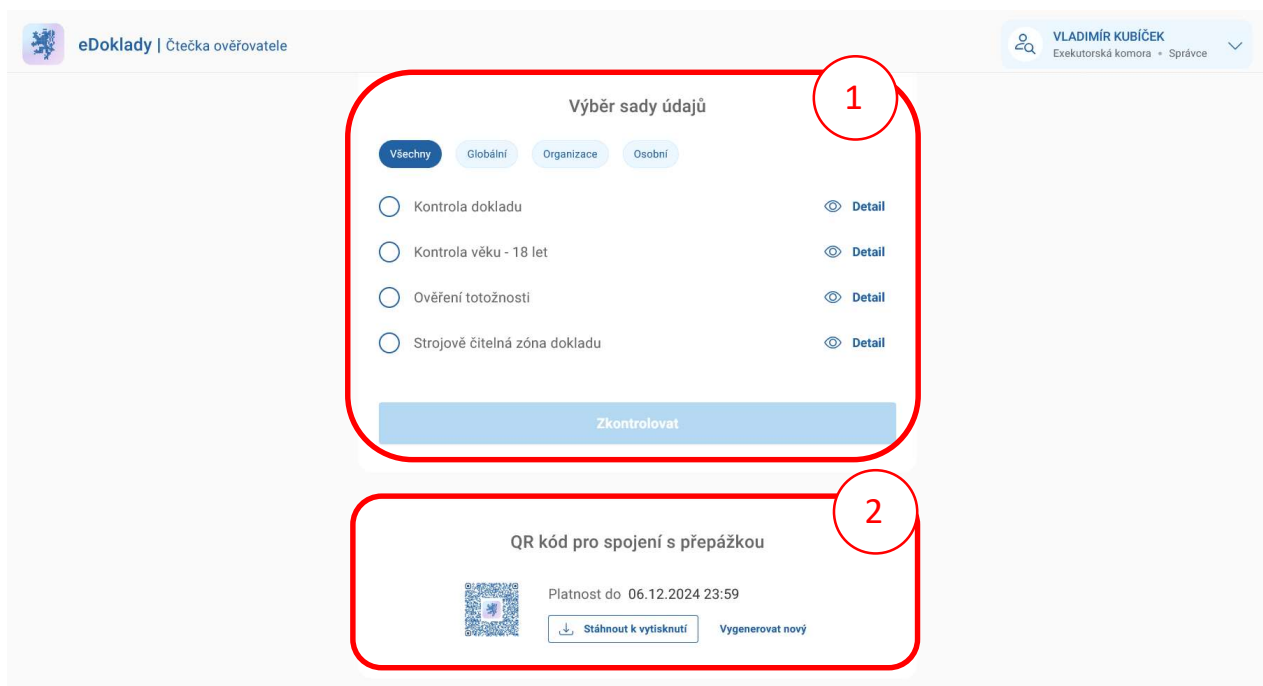 eDoklady | Čtečka ověřovatele
VLADIMÍR KUBÍČEK
Exekutorská komora • Správce
1
Výběr sady údajů
Všechny Globální Organizace Osobní
Kontrola dokladu Detail
Kontrola věku - 18 let Detail
Ověření totožnosti Detail
Strojově čitelná zóna dokladu Detail
Zkontrolovat
2
QR kód pro spojení s přepážkou
Platnost do 06.12.2024 23:59
Stáhnout k vytisknutí Vygenerovat nový